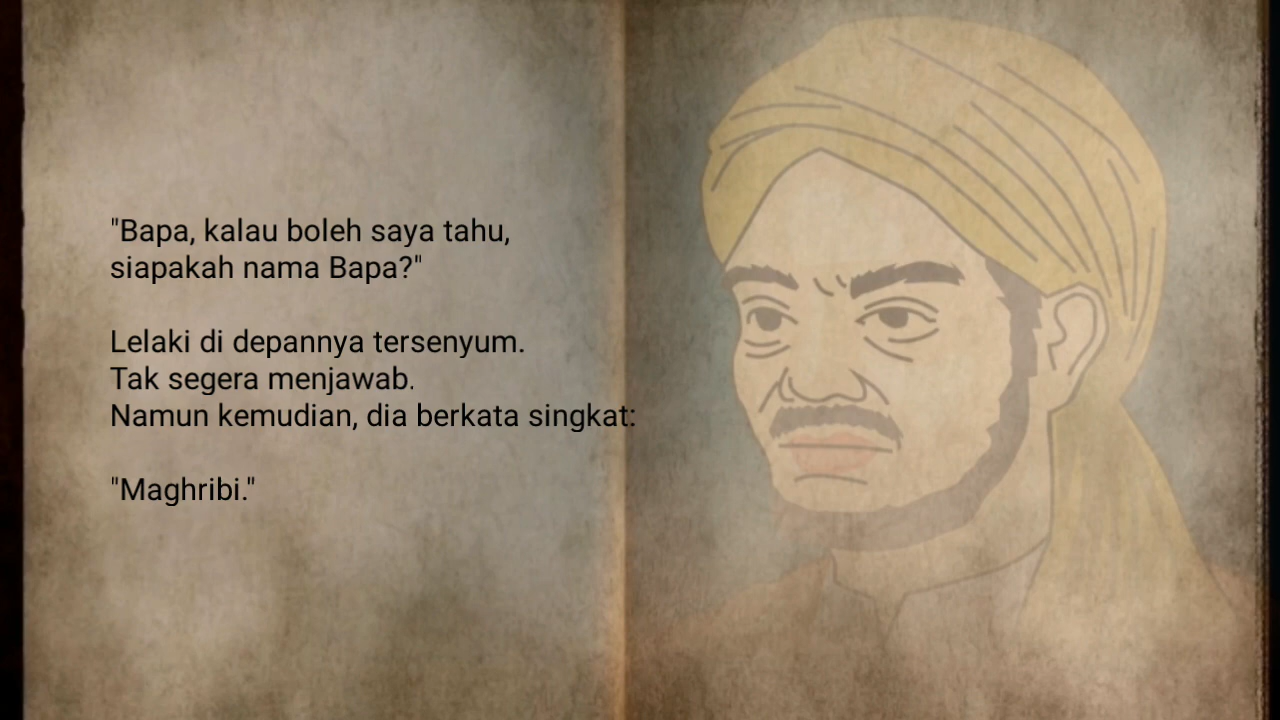 "Bapa, kalau boleh saya tahu,
siapakah nama Bapa?"
Lelaki di depannya tersenyum.
Tak segera menjawab.
Namun kemudian, dia berkata singkat:
"Maghribi."